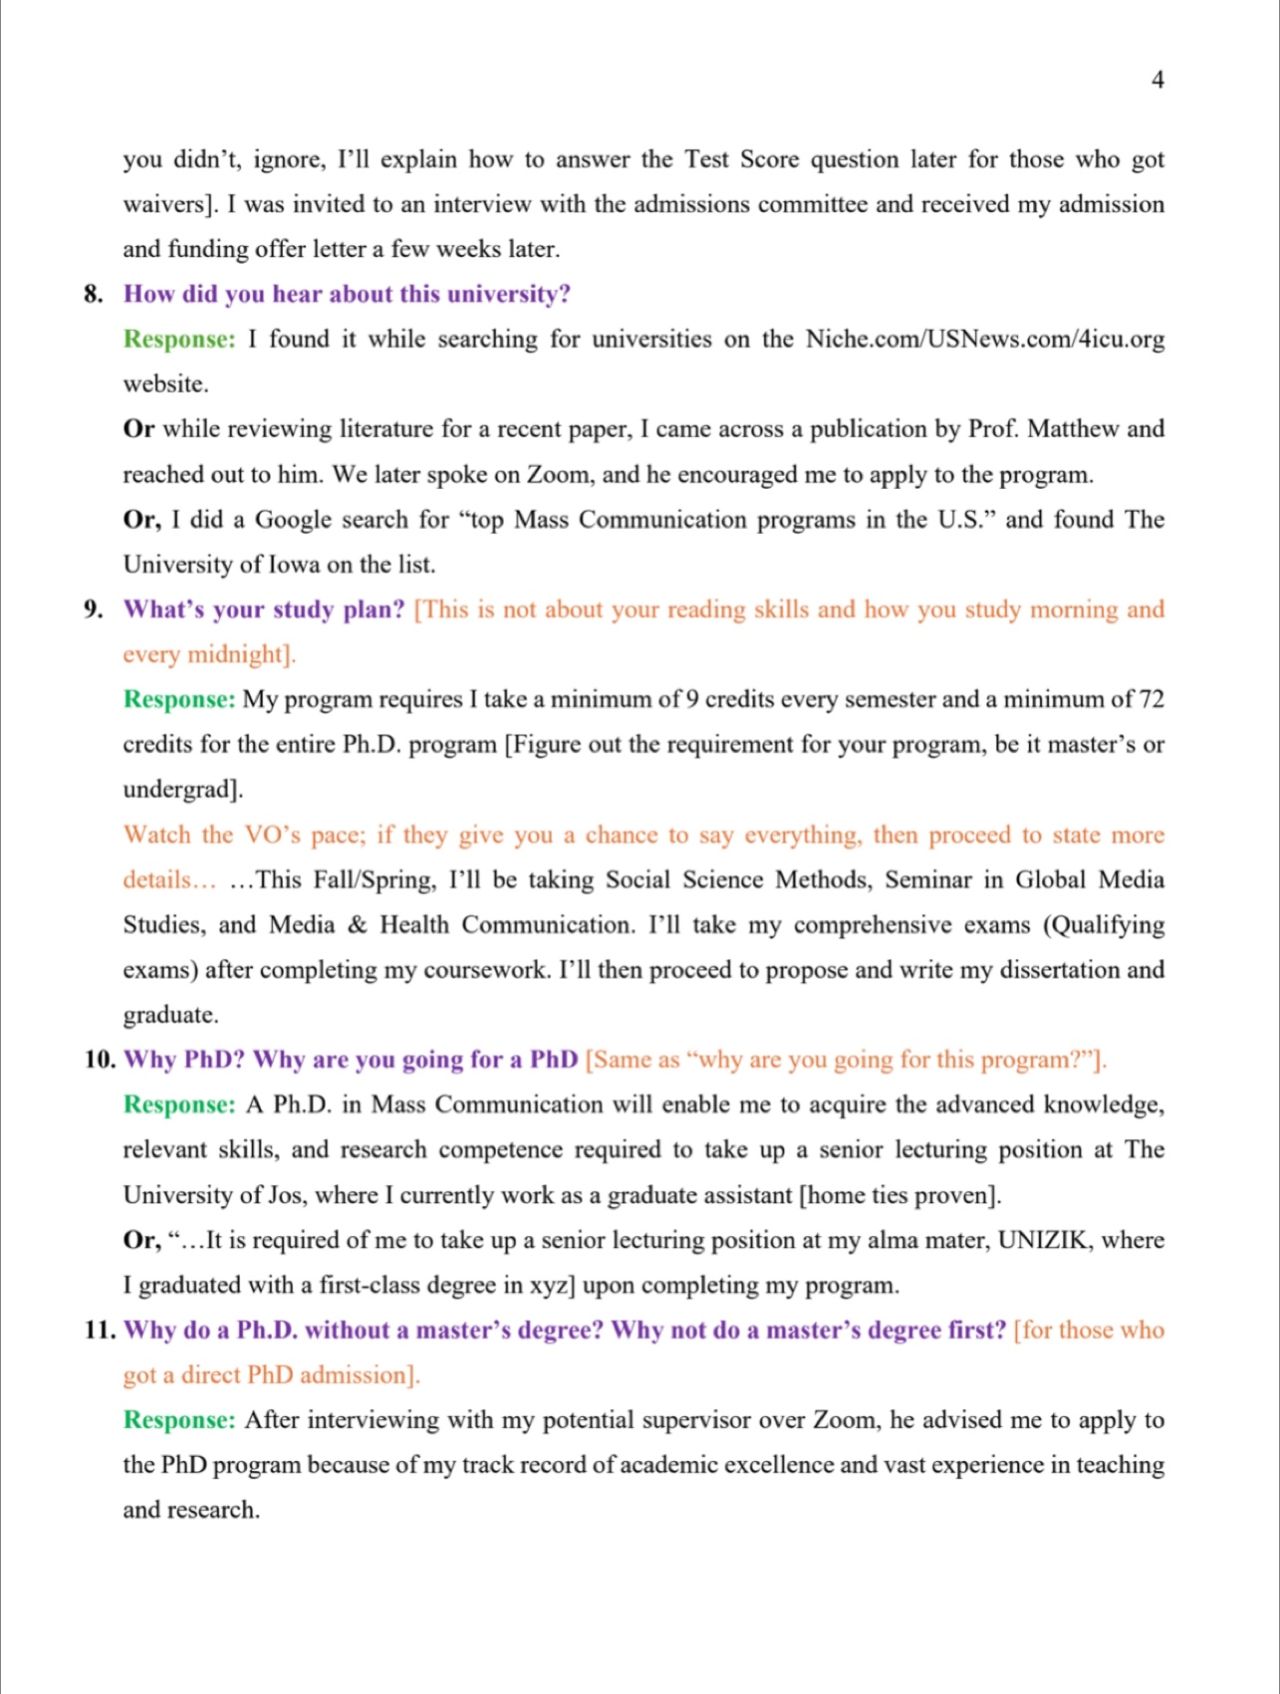 4
you didn’t, ignore, I’ll explain how to answer the Test Score question later for those who got
waivers]. I was invited to an interview with the admissions committee and received my admission
and funding offer letter a few weeks later.
8. How did you hear about this university?
Response: I found it while searching for universities on the Niche.com/USNews.com/4icu.org
website.
Or while reviewing literature for a recent paper, I came across a publication by Prof. Matthew and
reached out to him. We later spoke on Zoom, and he encouraged me to apply to the program.
Or, I did a Google search for “top Mass Communication programs in the U.S.” and found The
University of Iowa on the list.
9. What’s your study plan? [This is not about your reading skills and how you study morning and
every midnight].
Response: My program requires I take a minimum of 9 credits every semester and a minimum of 72
credits for the entire Ph.D. program [Figure out the requirement for your program, be it master’s or
undergrad].
Watch the VO’s pace; if they give you a chance to say everything, then proceed to state more
details… …This Fall/Spring, I’ll be taking Social Science Methods, Seminar in Global Media
Studies, and Media & Health Communication. I’ll take my comprehensive exams (Qualifying
exams) after completing my coursework. I’ll then proceed to propose and write my dissertation and
graduate.
10. Why PhD? Why are you going for a PhD [Same as “why are you going for this program?”].
Response: A Ph.D. in Mass Communication will enable me to acquire the advanced knowledge,
relevant skills, and research competence required to take up a senior lecturing position at The
University of Jos, where I currently work as a graduate assistant [home ties proven].
Or, “…It is required of me to take up a senior lecturing position at my alma mater, UNIZIK, where
I graduated with a first-class degree in xyz] upon completing my program.
11. Why do a Ph.D. without a master’s degree? Why not do a master’s degree first? [for those who
got a direct PhD admission].
Response: After interviewing with my potential supervisor over Zoom, he advised me to apply to
the PhD program because of my track record of academic excellence and vast experience in teaching
and research.